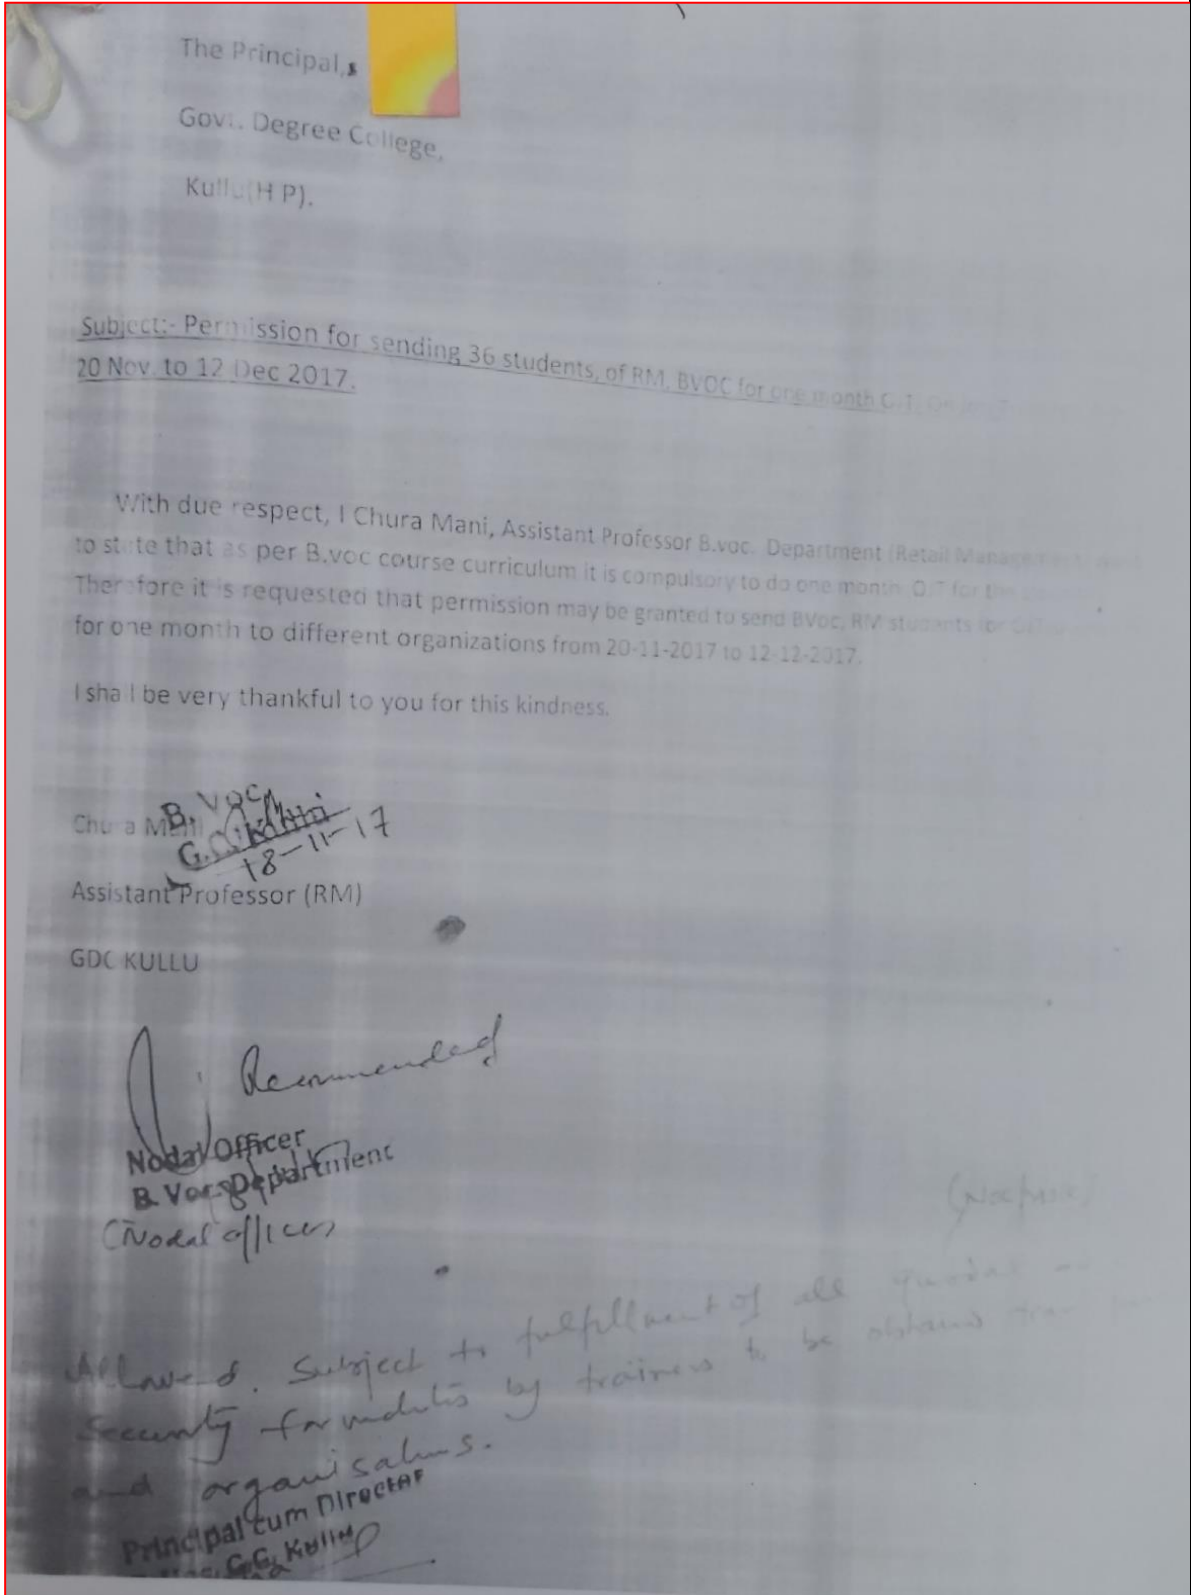 The Principal,
Govt. Degree College,
Kullu(H P).
Subject:- Permission for sending 36 students, of RM, BVOC for one month OJT,
20 Nov. to 12 Dec 2017.
With due respect, I Chura Mani, Assistant Professor B.voc. Department (Retail Management)
to state that as per B.voc course curriculum it is compulsory to do one month OJT for the
Therefore it is requested that permission may be granted to send BVoc, RM students for OJT
for one month to different organizations from 20-11-2017 to 12-12-2017.
I shall be very thankful to you for this kindness.
B. Voc
Chura Mani
18-11-17
Assistant Professor (RM)
GDC KULLU
Recommended
Nodal Officer
B. Voc Department
(Nodal officer)
Allowed. Subject to fulfillment of all
Security formalities by trainers to be obtained
and organisations.
Principal cum Director
G.C. Kullu